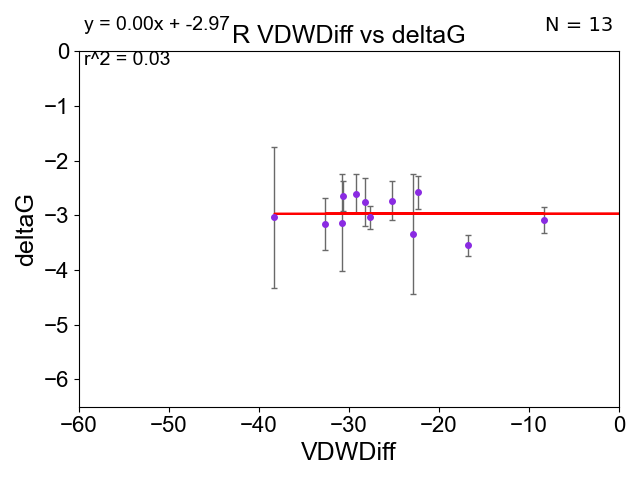 y = 0.00x + -2.97
N = 13
R VDWDiff vs deltaG
r^2 = 0.03
0
−1
−2
−3
−4
−5
−6
deltaG
−60 −50 −40 −30 −20 −10 0
VDWDiff